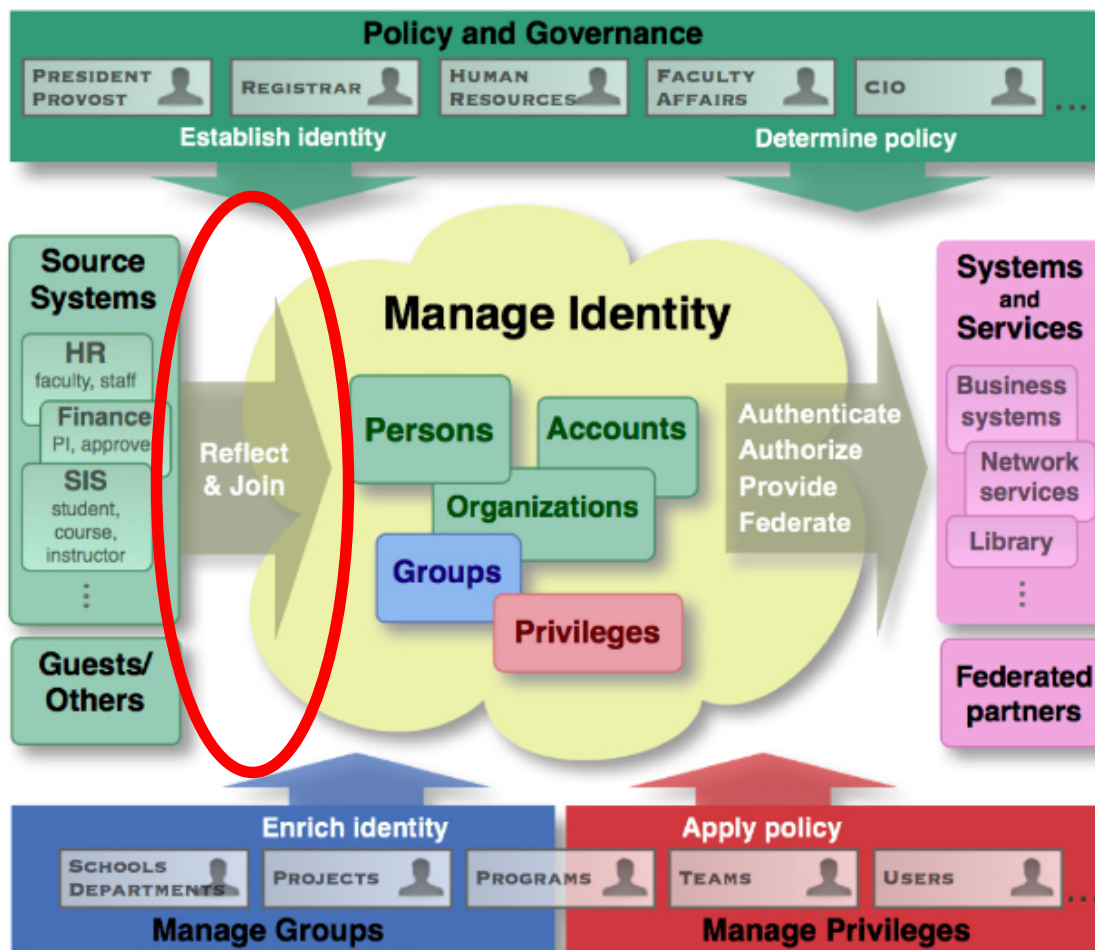 Policy and Governance
PRESIDENT
PROVOST
REGISTRAR
HUMAN
RESOURCES
FACULTY
AFFAIRS
CIO
...
Establish identity
Determine policy
Source
Systems
HR
faculty, staff
Finance
PI, approve
SIS
student,
course,
instructor
⋮
Guests/
Others
Reflect
& Join
Manage Identity
Persons
Accounts
Organizations
Groups
Privileges
Authenticate
Authorize
Provide
Federate
Systems
and
Services
Business
systems
Network
services
Library
⋮
Federated
partners
Enrich identity
Apply policy
SCHOOLS
DEPARTMENTS
PROJECTS
PROGRAMS
TEAMS
USERS
...
Manage Groups
Manage Privileges